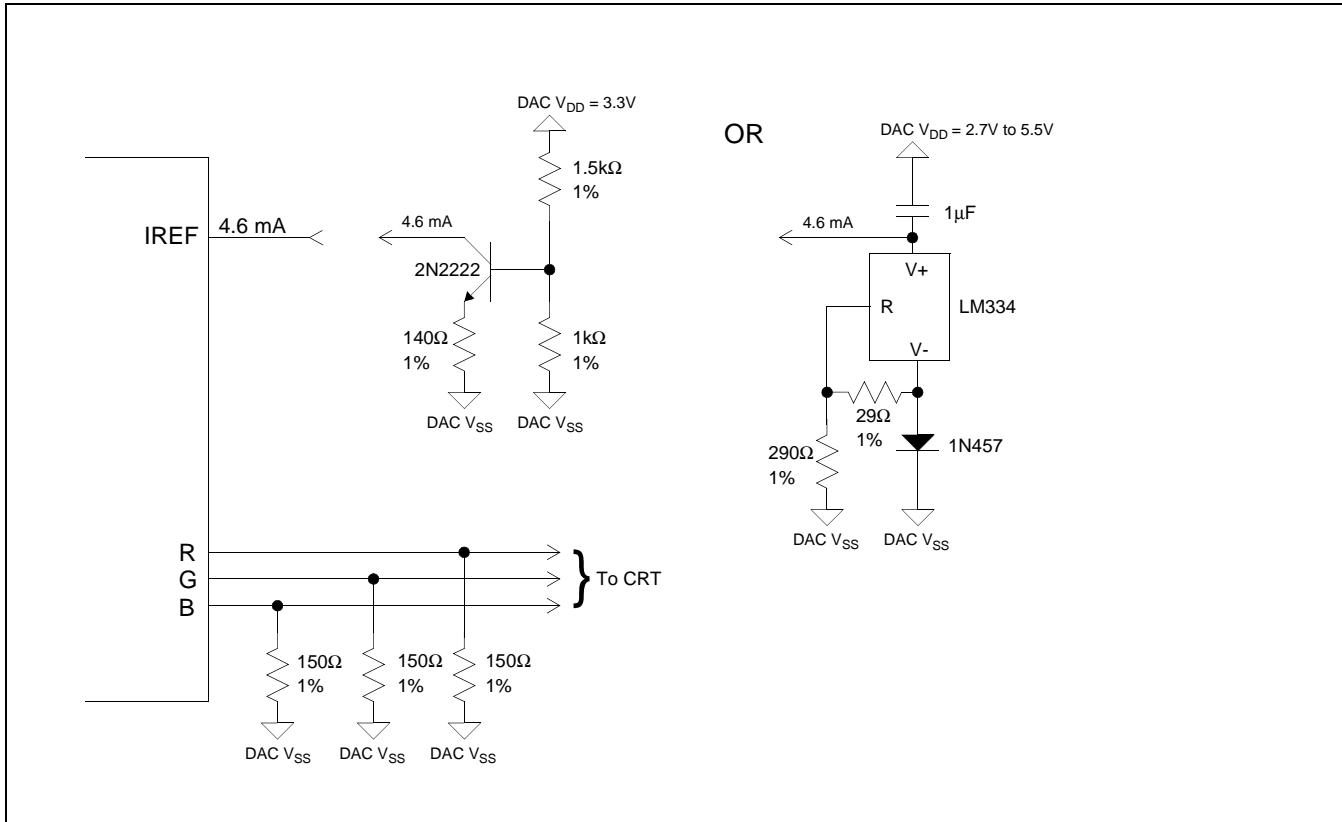 DAC VDD = 3.3V
OR
DAC VDD = 2.7V to 5.5V
1.5kΩ
1%
1μF
IREF
4.6 mA
4.6 mA
4.6 mA
2N2222
V+
R
LM334
V-
140Ω
1%
1kΩ
1%
DAC VSS
DAC VSS
29Ω
1%
1N457
290Ω
1%
DAC VSS
DAC VSS
R
G
B
} To CRT
150Ω
1%
150Ω
1%
150Ω
1%
DAC VSS
DAC VSS
DAC VSS